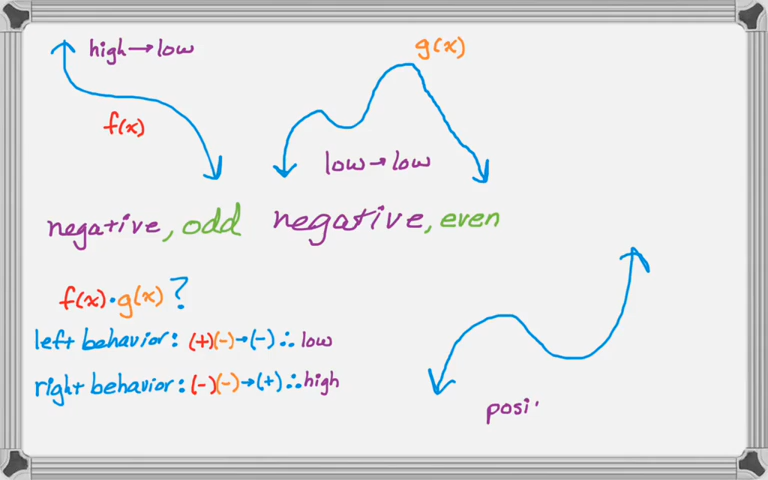 high→low
f(x)
g(x)
low→low
negative, odd
negative, even
f(x)·g(x)?
left behavior: (+)(-)→(-)∴low
right behavior: (-)(-)→(+)∴high
posi